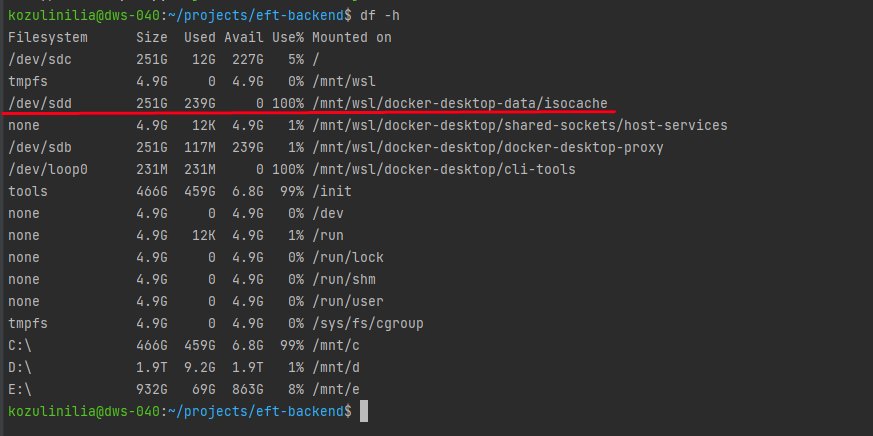 kozulinilia@dws-040:~/projects/eft-backend$ df -h
Filesystem      Size  Used Avail Use% Mounted on
/dev/sdc        251G   12G  227G   5% /
tmpfs           4.9G     0  4.9G   0% /mnt/wsl
/dev/sdd        251G  239G     0 100% /mnt/wsl/docker-desktop-data/isocache
none            4.9G   12K  4.9G   1% /mnt/wsl/docker-desktop/shared-sockets/host-services
/dev/sdb        251G  117M  239G   1% /mnt/wsl/docker-desktop/docker-desktop-proxy
/dev/loop0      231M  231M     0 100% /mnt/wsl/docker-desktop/cli-tools
tools           466G  459G  6.8G  99% /init
none            4.9G     0  4.9G   0% /dev
none            4.9G   12K  4.9G   1% /run
none            4.9G     0  4.9G   0% /run/lock
none            4.9G     0  4.9G   0% /run/shm
none            4.9G     0  4.9G   0% /run/user
tmpfs           4.9G     0  4.9G   0% /sys/fs/cgroup
C:\             466G  459G  6.8G  99% /mnt/c
D:\             1.9T  9.2G  1.9T   1% /mnt/d
E:\             932G   69G  863G   8% /mnt/e
kozulinilia@dws-040:~/projects/eft-backend$